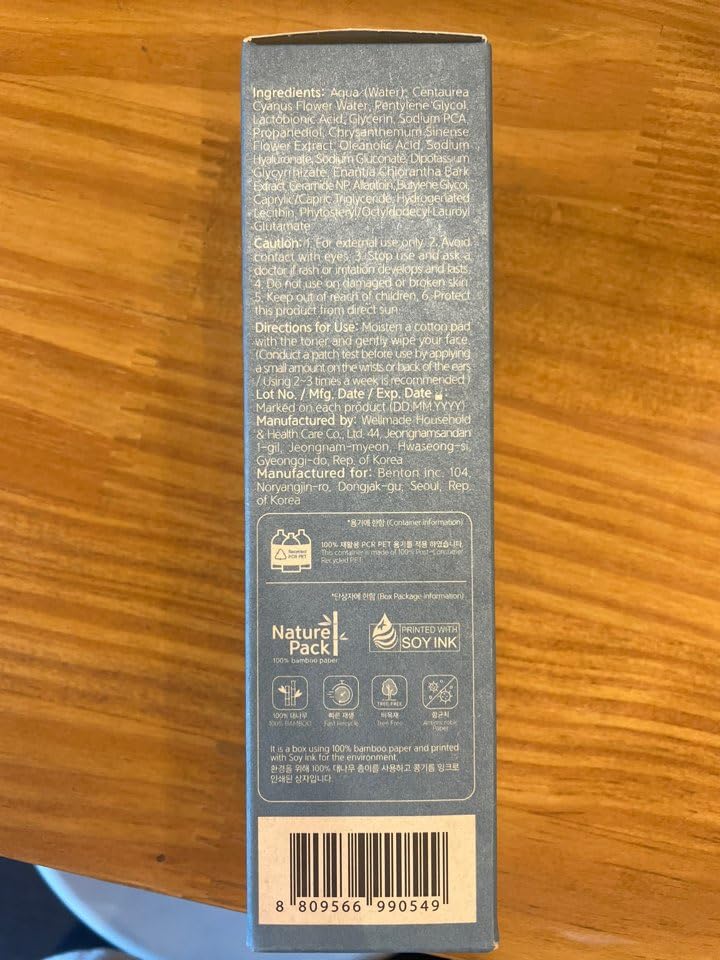 Ingredients: Aqua (Water), Centaurea
Cyanus Flower Water, Pentylene Glycol,
Lactobionic Acid, Glycerin, Sodium PCA,
Propanediol, Chrysanthemum Sinense
Flower Extract, Oleanolic Acid, Sodium
Hyaluronate, Sodium Gluconate, Dipotassium
Glycyrrhizate, Enantia Chlorantha Bark
Extract, Ceramide NP, Allantoin, Butylene Glycol,
Caprylic/Capric Triglyceride, Hydrogenated
Lecithin, Phytosteryl/Octyldodecyl Lauroyl
Glutamate
Caution: 1. For external use only. 2. Avoid
contact with eyes. 3. Stop use and ask a
doctor if rash or irritation develops and lasts.
4. Do not use on damaged or broken skin.
5. Keep out of reach of children. 6. Protect
this product from direct sun.
Directions for Use: Moisten a cotton pad
with the toner and gently wipe your face.
(Conduct a patch test before use by applying
a small amount on the wrists or back of the ears
/ Using 2~3 times a week is recommended.)
Lot No. / Mfg. Date / Exp. Date :
Marked on each product (DD.MM.YYYY)
Manufactured by: Wellmade Household
& Health Care Co., Ltd. 44, Jeongnamsandan
1-gil, Jeongnam-myeon, Hwaseong-si,
Gyeonggi-do, Rep. of Korea
Manufactured for: Benton inc. 104,
Noryangjin-ro, Dongjak-gu, Seoul, Rep.
of Korea
*용기에 한함 (Container information)
Recycled
PCR PET
100% 재활용 PCR PET 용기를 적용 하였습니다.
This container is made of 100% Post-Consumer
Recycled PET.
*단상자에 한함 (Box Package information)
Nature
Pack
100% bamboo paper
PRINTED WITH
SOY INK
TREE FREE
100% 대나무
100% BAMBOO
빠른 재생
Fast recycle
비목재
Tree Free
항균지
Antimicrobic
Paper
It is a box using 100% bamboo paper and printed
with Soy ink for the environment.
환경을 위해 100% 대나무 종이를 사용하고 콩기름 잉크로
인쇄된 상자입니다.
8 809566 990549